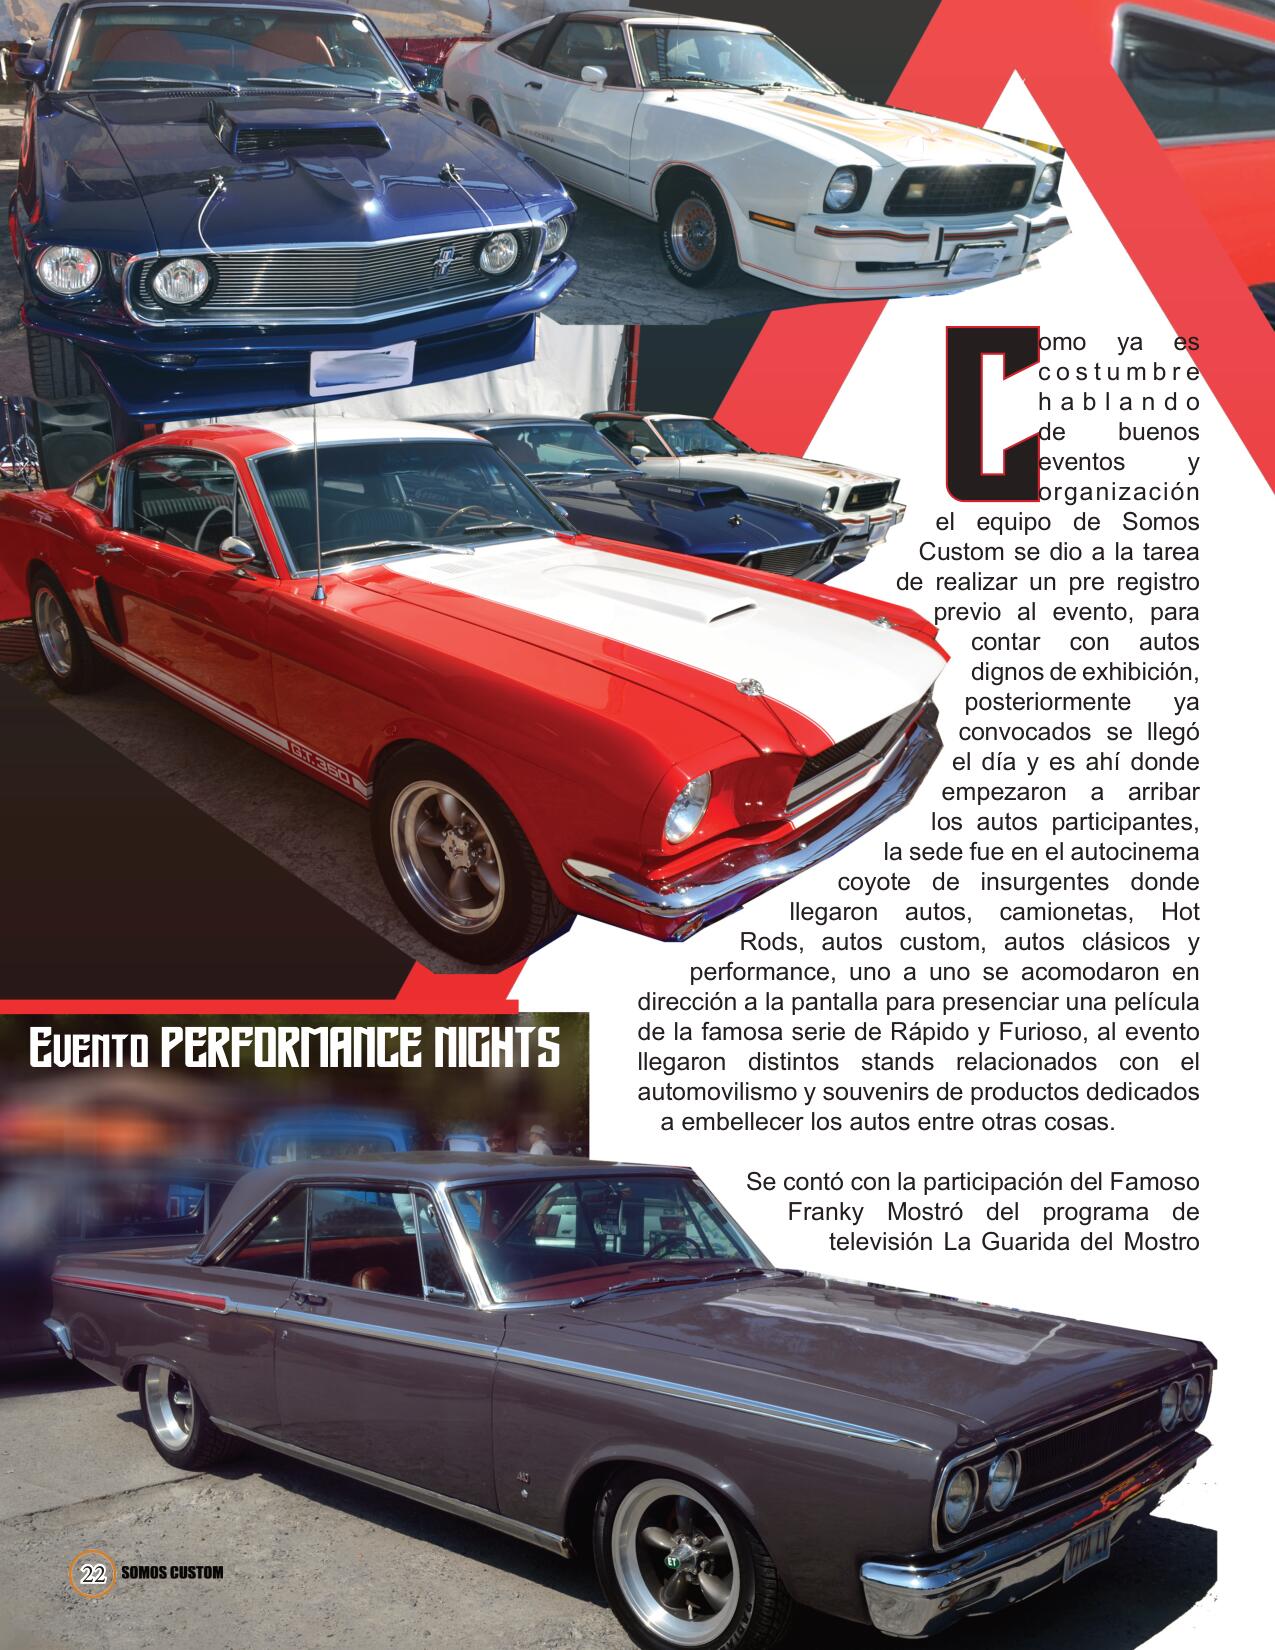 Como ya es
costumbre
hablando
de buenos
eventos y
organización
el equipo de Somos
Custom se dio a la tarea
de realizar un pre registro
previo al evento, para
contar con autos
dignos de exhibición,
posteriormente ya
convocados se llegó
el día y es ahí donde
empezaron a arribar
los autos participantes,
la sede fue en el autocinema
coyote de insurgentes donde
llegaron autos, camionetas, Hot
Rods, autos custom, autos clásicos y
performance, uno a uno se acomodaron en
dirección a la pantalla para presenciar una película
de la famosa serie de Rápido y Furioso, al evento
llegaron distintos stands relacionados con el
automovilismo y souvenirs de productos dedicados
a embellecer los autos entre otras cosas.
Se contó con la participación del Famoso
Franky Mostró del programa de
televisión La Guarida del Mostro
G.T.350
Evento PERFORMANCE NIGHTS
ET
22 SOMOS CUSTOM